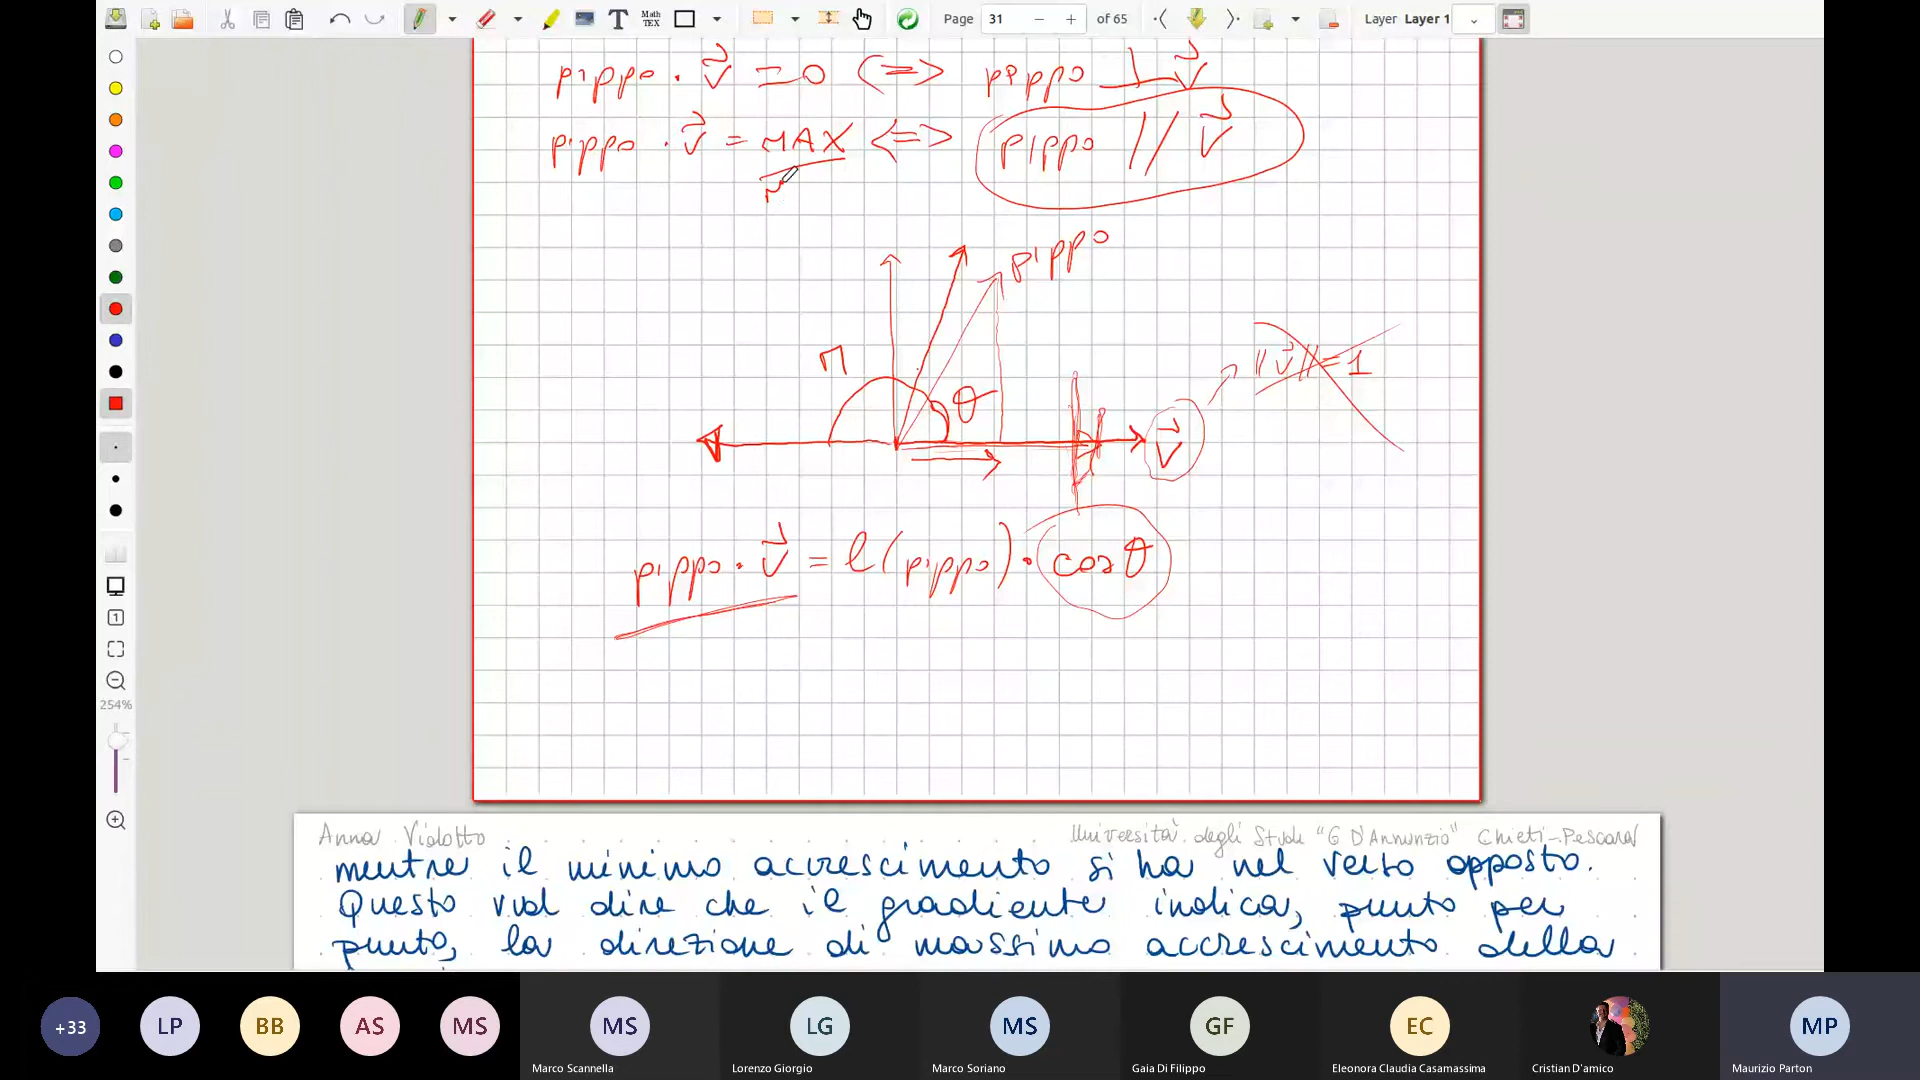 Page 31 of 65 Layer Layer 1
Math
TEX
pippo · v⃗ = 0 <=> pippo ⊥ v⃗
pippo · v⃗ = MAX <=> pippo // v⃗
pippo
π
θ
‖v⃗‖ = 1
v⃗
pippo · v⃗ = l(pippo) · cosθ
1
254%
Anna Violotto Università degli Studi "G D'Annunzio" Chieti-Pescara
mentre il minimo accrescimento si ha nel verso opposto.
Questo vuol dire che il gradiente indica, punto per
punto, la direzione di massimo accrescimento della
+33 LP BB AS MS MS LG MS GF EC MP
Marco Scannella Lorenzo Giorgio Marco Soriano Gaia Di Filippo Eleonora Claudia Casamassima Cristian D'amico Maurizio Parton